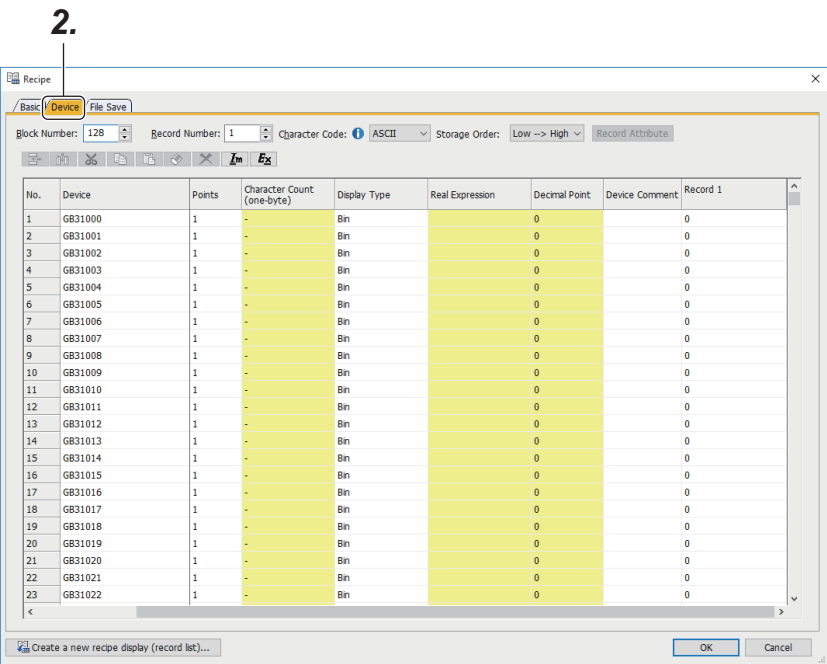 2.
Recipe
Basic Device File Save
Block Number: 128 Record Number: 1 Character Code: ASCII Storage Order: Low --> High Record Attribute
Im Ex
No. Device Points Character Count (one-byte) Display Type Real Expression Decimal Point Device Comment Record 1
1 GB31000 1 - Bin 0 0
2 GB31001 1 - Bin 0 0
3 GB31002 1 - Bin 0 0
4 GB31003 1 - Bin 0 0
5 GB31004 1 - Bin 0 0
6 GB31005 1 - Bin 0 0
7 GB31006 1 - Bin 0 0
8 GB31007 1 - Bin 0 0
9 GB31008 1 - Bin 0 0
10 GB31009 1 - Bin 0 0
11 GB31010 1 - Bin 0 0
12 GB31011 1 - Bin 0 0
13 GB31012 1 - Bin 0 0
14 GB31013 1 - Bin 0 0
15 GB31014 1 - Bin 0 0
16 GB31015 1 - Bin 0 0
17 GB31016 1 - Bin 0 0
18 GB31017 1 - Bin 0 0
19 GB31018 1 - Bin 0 0
20 GB31019 1 - Bin 0 0
21 GB31020 1 - Bin 0 0
22 GB31021 1 - Bin 0 0
23 GB31022 1 - Bin 0 0
Create a new recipe display (record list)... OK Cancel